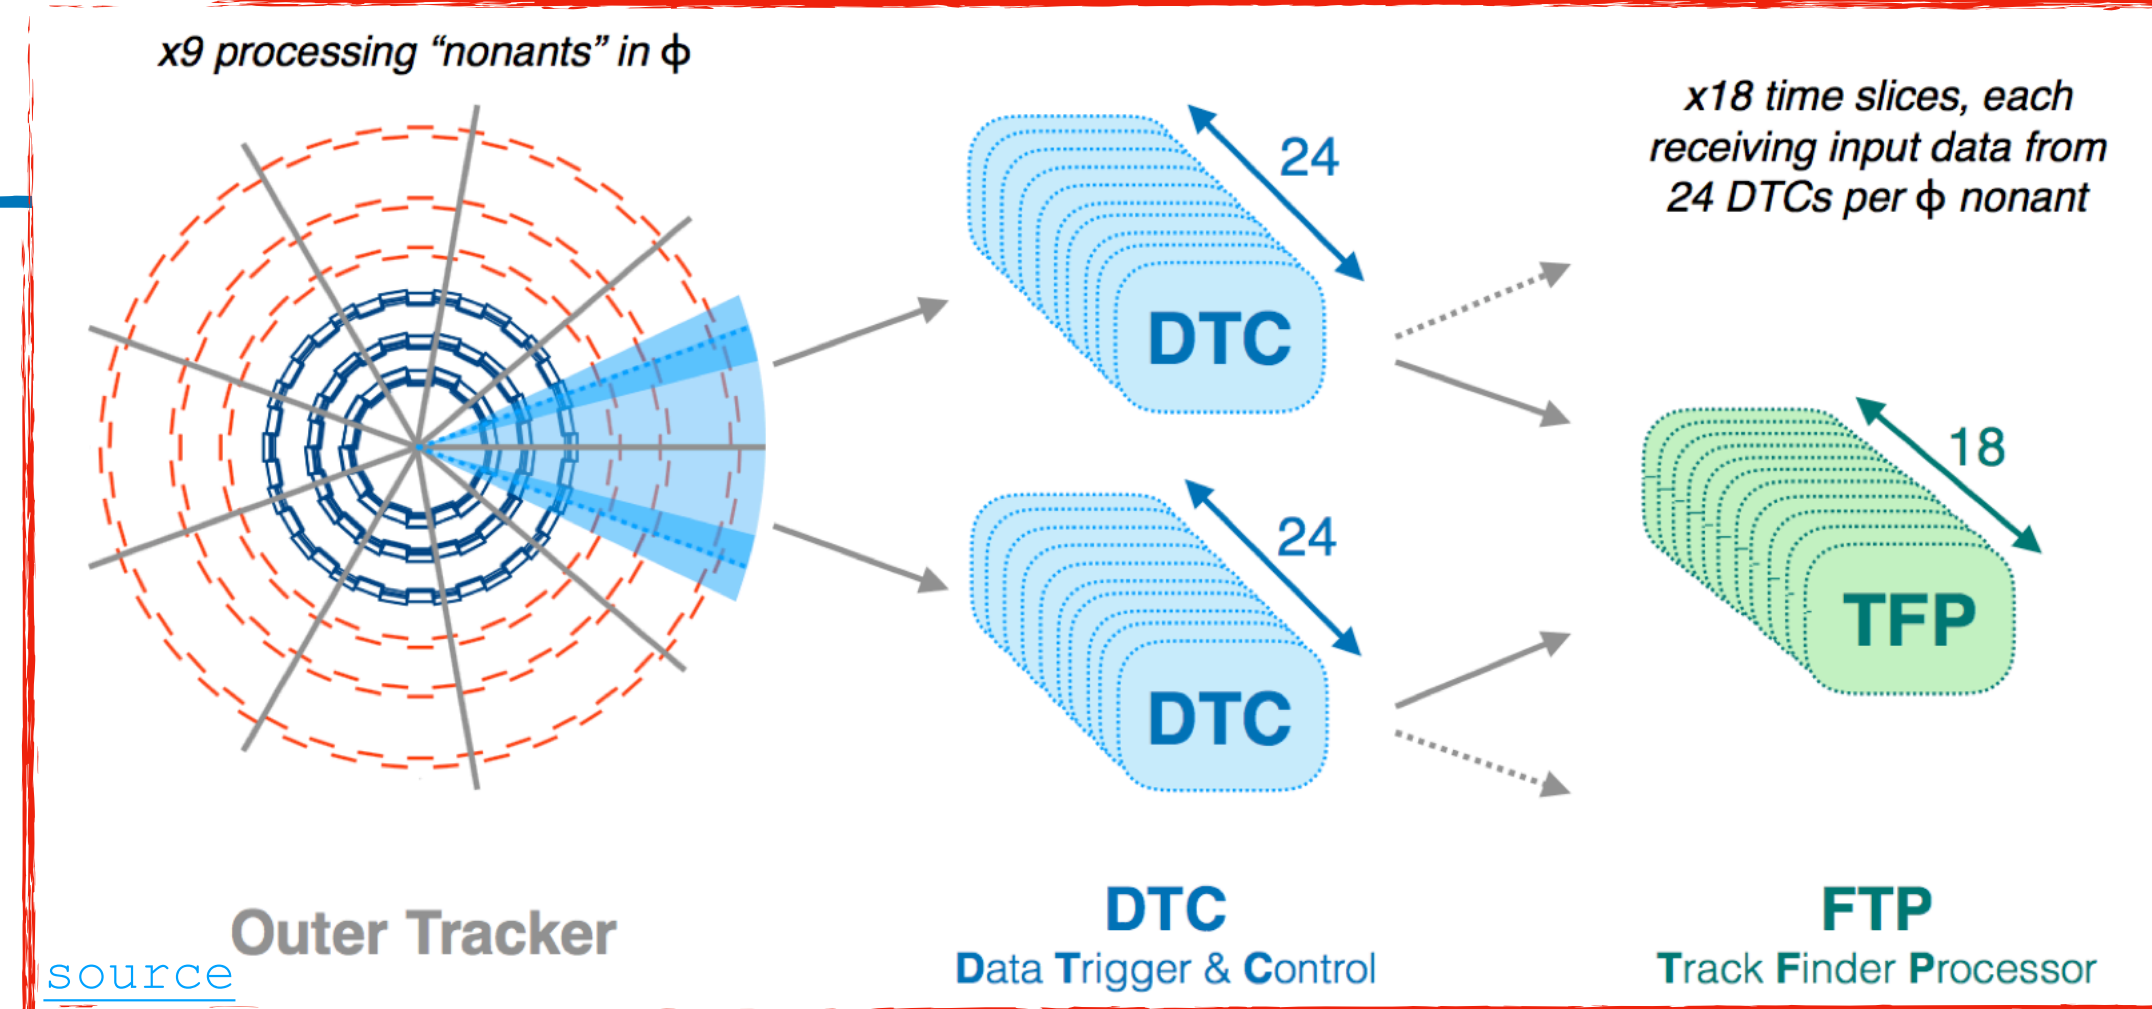 x9 processing “nonants” in ϕ
x18 time slices, each
receiving input data from
24 DTCs per ϕ nonant
24
DTC
24
DTC
18
TFP
Outer Tracker
DTC
Data Trigger & Control
FTP
Track Finder Processor
source